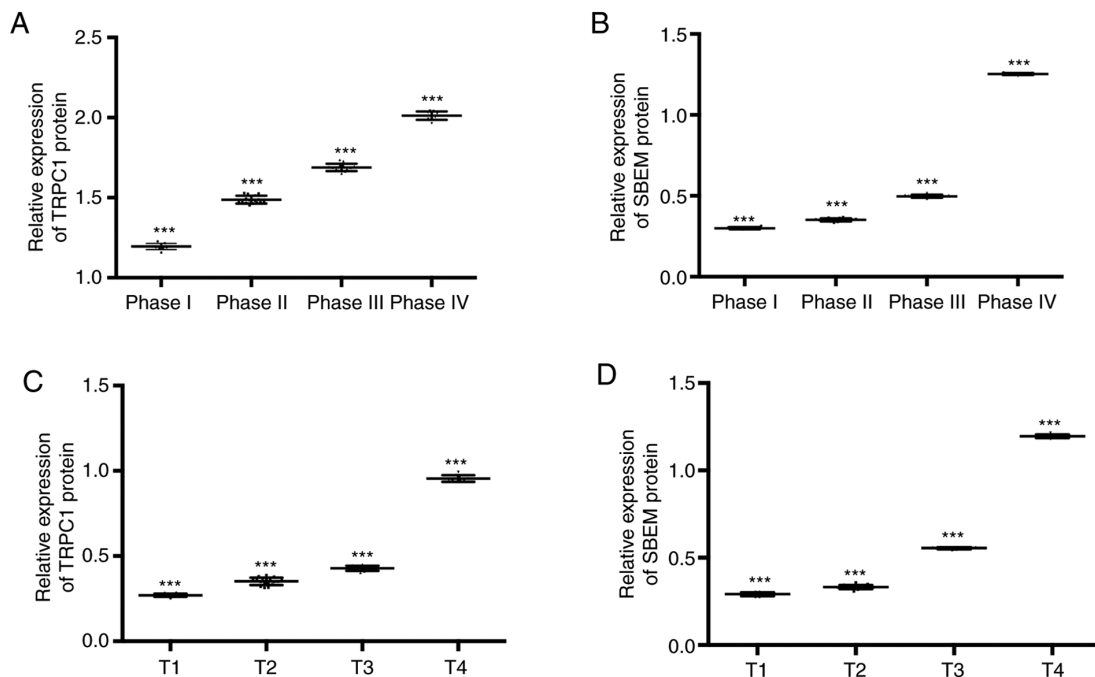 A
Relative expression
of TRPC1 protein
2.5
2.0
1.5
1.0
***
***
***
***
Phase I
Phase II
Phase III
Phase IV
B
Relative expression
of SBEM protein
1.5
1.0
0.5
0.0
***
***
***
***
Phase I
Phase II
Phase III
Phase IV
C
Relative expression
of TRPC1 protein
1.5
1.0
0.5
0.0
***
***
***
***
T1
T2
T3
T4
D
Relative expression
of SBEM protein
1.5
1.0
0.5
0.0
***
***
***
***
T1
T2
T3
T4